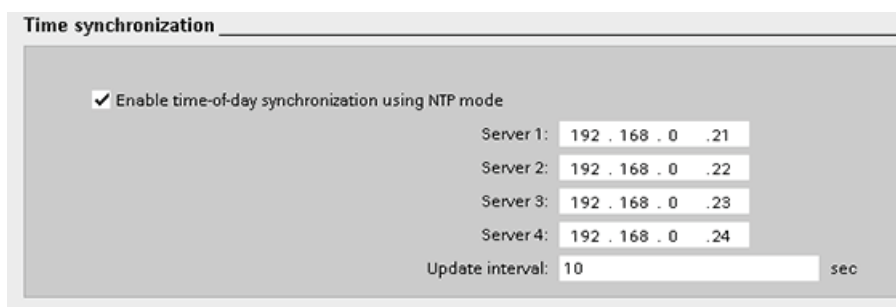 Time synchronization
Enable time-of-day synchronization using NTP mode
Server 1: 192 . 168 . 0 .21
Server 2: 192 . 168 . 0 .22
Server 3: 192 . 168 . 0 .23
Server 4: 192 . 168 . 0 .24
Update interval: 10 sec